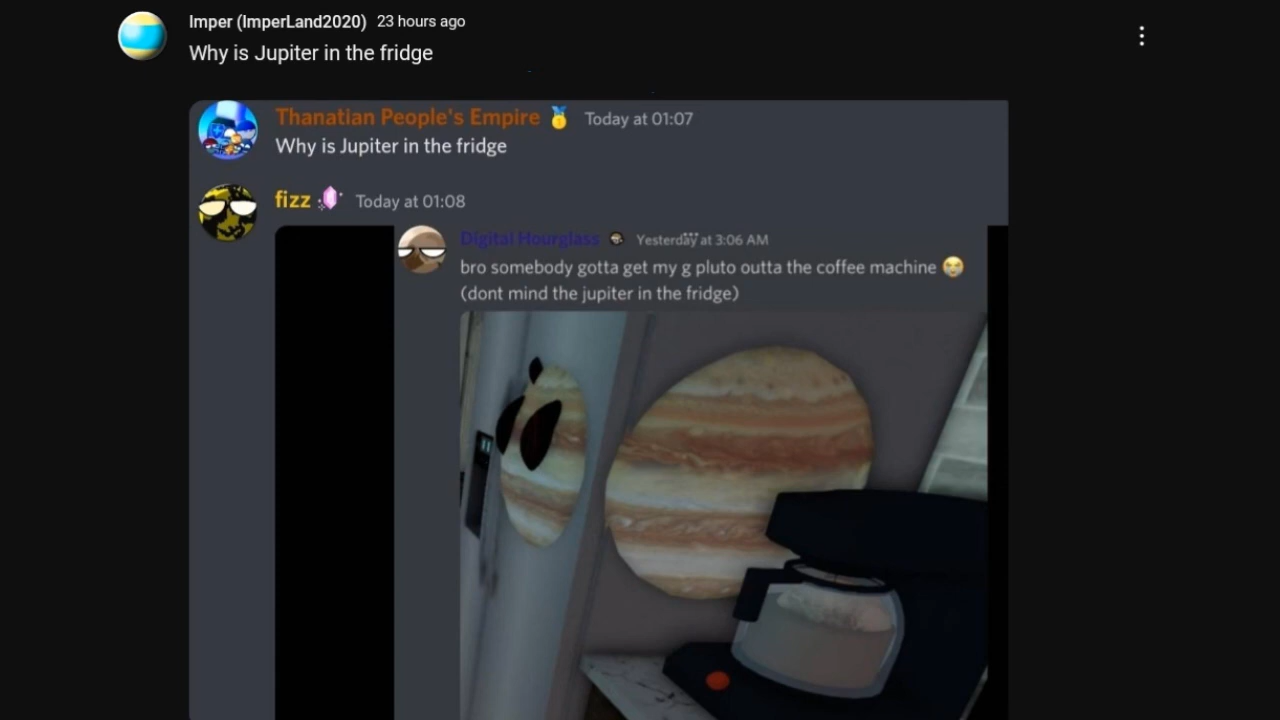 Imper (ImperLand2020) 23 hours ago
Why is Jupiter in the fridge
Thanatian People's Empire 🥇 Today at 01:07
Why is Jupiter in the fridge
fizz Today at 01:08
Digital Hourglass Yesterday at 3:06 AM
bro somebody gotta get my g pluto outta the coffee machine 😭
(dont mind the jupiter in the fridge)